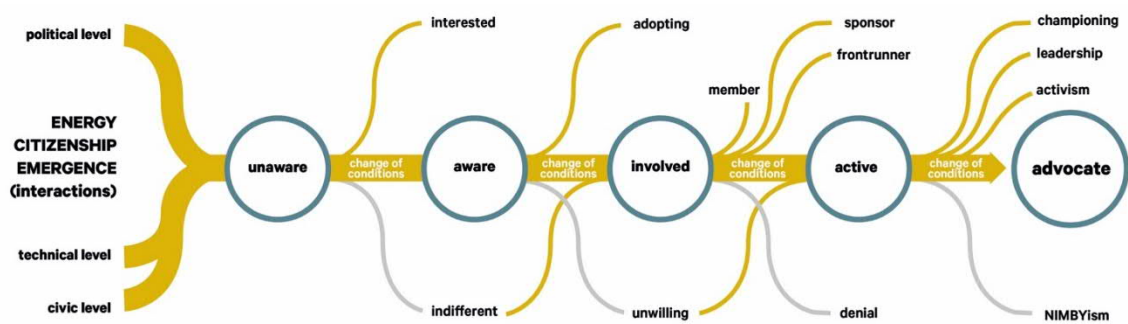 political level
ENERGY
CITIZENSHIP
EMERGENCE
(interactions)
technical level
civic level
unaware
interested
change of
conditions
indifferent
aware
adopting
change of
conditions
unwilling
involved
member
sponsor
frontrunner
change of
conditions
denial
active
championing
leadership
activism
change of
conditions
NIMBYism
advocate